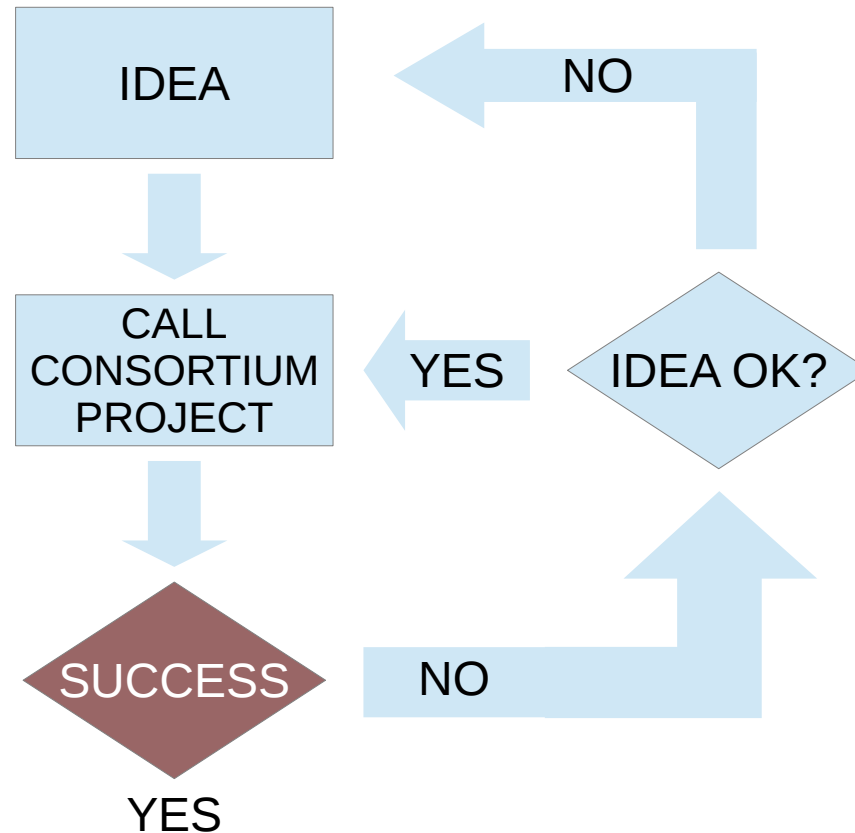 IDEA
NO
CALL
CONSORTIUM
PROJECT
YES
IDEA OK?
SUCCESS
NO
YES